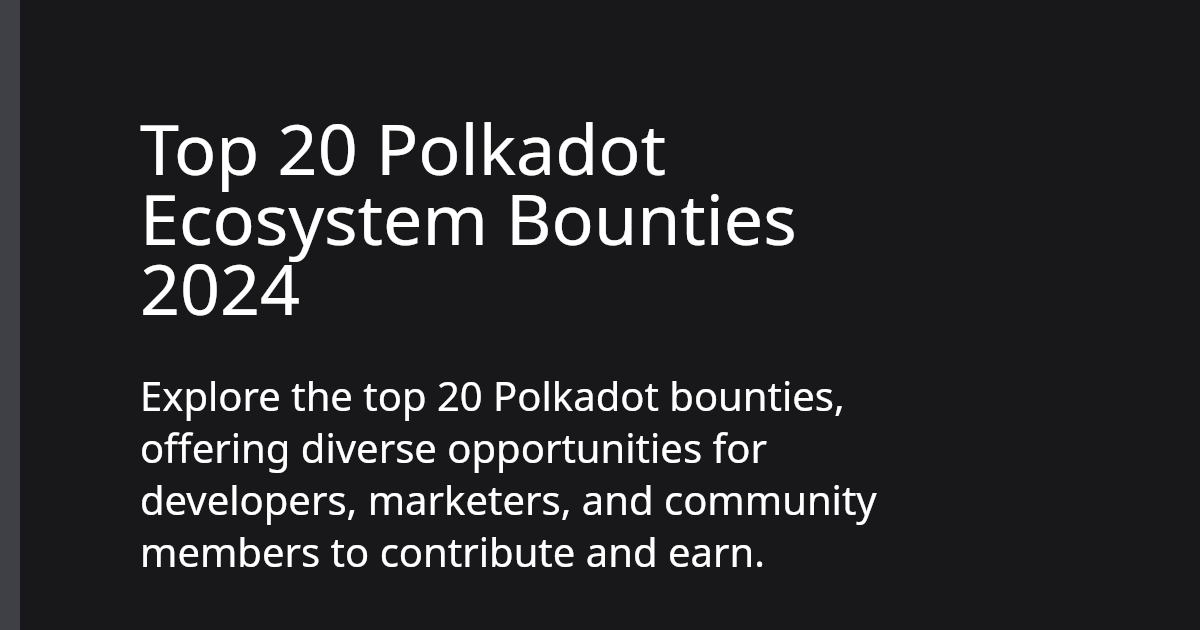 Top 20 Polkadot
Ecosystem Bounties
2024
Explore the top 20 Polkadot bounties,
offering diverse opportunities for
developers, marketers, and community
members to contribute and earn.